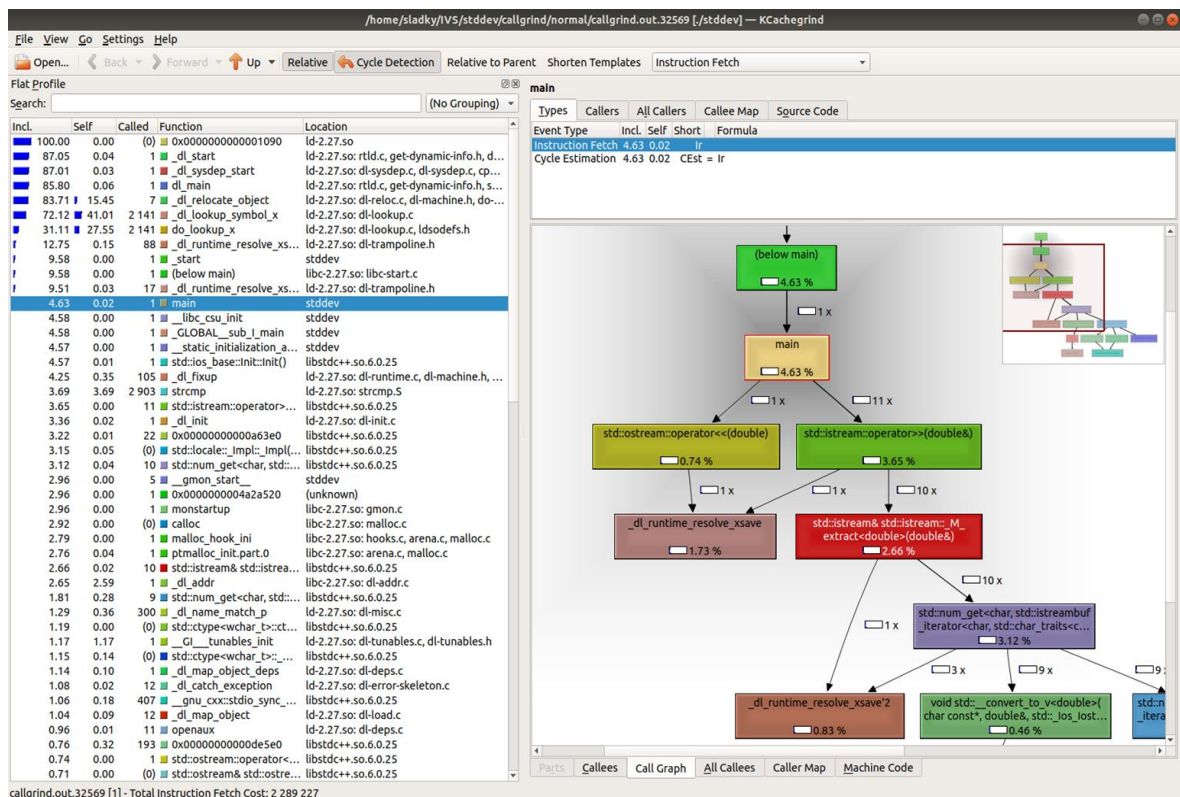 /home/sladky/IVS/stddev/callgrind/normal/callgrind.out.32569 [./stddev] — KCachegrind
File View Go Settings Help
Open... Back Forward Up Relative Cycle Detection Relative to Parent Shorten Templates Instruction Fetch
Flat Profile
Search: (No Grouping)
Incl. Self Called Function Location
100.00 0.00 (0) 0x0000000000001090 ld-2.27.so
87.05 0.04 1 _dl_start ld-2.27.so: rtld.c, get-dynamic-info.h, d...
87.01 0.03 1 _dl_sysdep_start ld-2.27.so: dl-sysdep.c, dl-sysdep.c, cp...
85.80 0.06 1 dl_main ld-2.27.so: rtld.c, get-dynamic-info.h, s...
83.71 15.45 7 _dl_relocate_object ld-2.27.so: dl-reloc.c, dl-machine.h, do-...
72.12 41.01 2 141 _dl_lookup_symbol_x ld-2.27.so: dl-lookup.c
31.11 27.55 2 141 do_lookup_x ld-2.27.so: dl-lookup.c, ldsodefs.h
12.75 0.15 88 _dl_runtime_resolve_xs... ld-2.27.so: dl-trampoline.h
9.58 0.00 1 _start stddev
9.58 0.00 1 (below main) libc-2.27.so: libc-start.c
9.51 0.03 17 _dl_runtime_resolve_xs... ld-2.27.so: dl-trampoline.h
4.63 0.02 1 main stddev
4.58 0.00 1 __libc_csu_init stddev
4.58 0.00 1 _GLOBAL__sub_I_main stddev
4.57 0.00 1 __static_initialization_a... stddev
4.57 0.01 1 std::ios_base::Init::Init() libstdc++.so.6.0.25
4.25 0.35 105 _dl_fixup ld-2.27.so: dl-runtime.c, dl-machine.h, ...
3.69 3.69 2 903 strcmp ld-2.27.so: strcmp.S
3.65 0.00 11 std::istream::operator>... libstdc++.so.6.0.25
3.36 0.02 1 _dl_init ld-2.27.so: dl-init.c
3.22 0.01 22 0x00000000000a63e0 libstdc++.so.6.0.25
3.15 0.05 (0) std::locale::_Impl::_Impl(... libstdc++.so.6.0.25
3.12 0.04 10 std::num_get<char, std::... libstdc++.so.6.0.25
2.96 0.00 5 __gmon_start__ stddev
2.96 0.00 1 0x0000000004a2a520 (unknown)
2.96 0.00 1 monstartup libc-2.27.so: gmon.c
2.92 0.00 (0) calloc libc-2.27.so: malloc.c
2.79 0.00 1 malloc_hook_ini libc-2.27.so: hooks.c, arena.c, malloc.c
2.76 0.04 1 ptmalloc_init.part.0 libc-2.27.so: arena.c, malloc.c
2.66 0.02 10 std::istream& std::istrea... libstdc++.so.6.0.25
2.65 2.59 1 _dl_addr libc-2.27.so: dl-addr.c
1.81 0.28 9 std::num_get<char, std::... libstdc++.so.6.0.25
1.29 0.36 300 _dl_name_match_p ld-2.27.so: dl-misc.c
1.19 0.00 (0) std::ctype<wchar_t>::ct... libstdc++.so.6.0.25
1.17 1.17 1 __GI___tunables_init ld-2.27.so: dl-tunables.c, dl-tunables.h
1.15 0.14 (0) std::ctype<wchar_t>::_... libstdc++.so.6.0.25
1.14 0.10 1 _dl_map_object_deps ld-2.27.so: dl-deps.c
1.08 0.02 12 _dl_catch_exception ld-2.27.so: dl-error-skeleton.c
1.06 0.18 407 __gnu_cxx::stdio_sync_... libstdc++.so.6.0.25
1.04 0.09 12 _dl_map_object ld-2.27.so: dl-load.c
0.96 0.01 11 openaux ld-2.27.so: dl-deps.c
0.76 0.32 193 0x00000000000de5e0 libstdc++.so.6.0.25
0.74 0.00 1 std::ostream::operator<... libstdc++.so.6.0.25
0.71 0.00 (0) std::ostream& std::ostre... libstdc++.so.6.0.25
callgrind.out.32569 [1] - Total Instruction Fetch Cost: 2 289 227
main
Types Callers All Callers Callee Map Source Code
Event Type Incl. Self Short Formula
Instruction Fetch 4.63 0.02 Ir
Cycle Estimation 4.63 0.02 CEst = Ir
(below main)
4.63 %
1 x
main
4.63 %
1 x 11 x
std::ostream::operator<<(double) std::istream::operator>>(double&)
0.74 % 3.65 %
1 x 1 x 10 x
_dl_runtime_resolve_xsave
1.73 %
std::istream& std::istream::_M_
extract<double>(double&)
2.66 %
10 x
1 x
std::num_get<char, std::istreambuf
_iterator<char, std::char_traits<c...
3.12 %
3 x 9 x 9
_dl_runtime_resolve_xsave'2
0.83 %
void std::__convert_to_v<double>(
char const*, double&, std::_Ios_Iost...
0.46 %
std::n
_itera
Parts Callees Call Graph All Callees Caller Map Machine Code